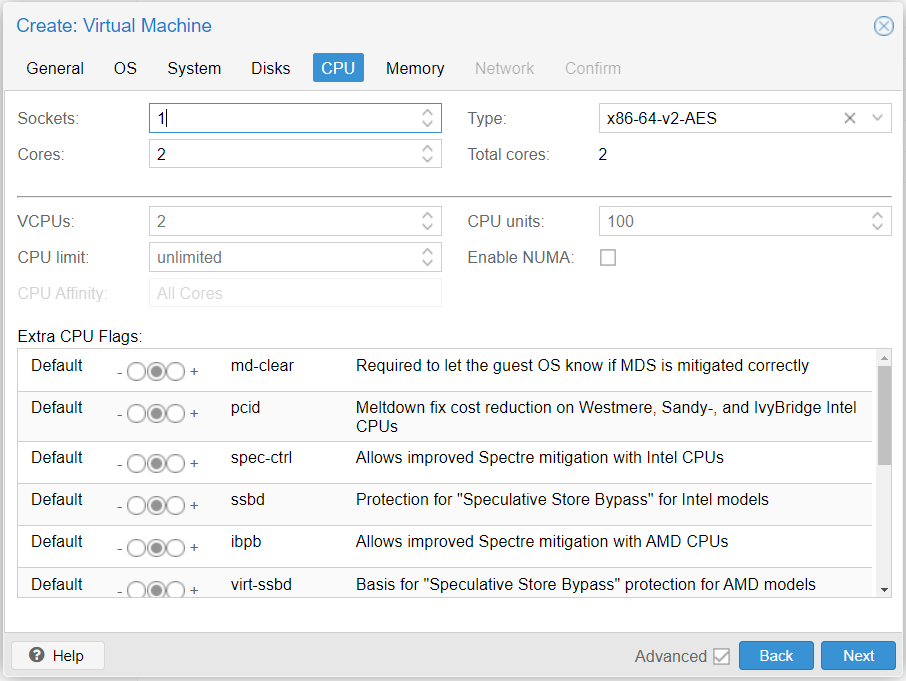 Create: Virtual Machine
General OS System Disks CPU Memory Network Confirm
Sockets: 1 Type: x86-64-v2-AES
Cores: 2 Total cores: 2
VCPUs: 2 CPU units: 100
CPU limit: unlimited Enable NUMA:
CPU Affinity: All Cores
Extra CPU Flags:
Default - + md-clear Required to let the guest OS know if MDS is mitigated correctly
Default - + pcid Meltdown fix cost reduction on Westmere, Sandy-, and IvyBridge Intel
CPUs
Default - + spec-ctrl Allows improved Spectre mitigation with Intel CPUs
Default - + ssbd Protection for "Speculative Store Bypass" for Intel models
Default - + ibpb Allows improved Spectre mitigation with AMD CPUs
Default - + virt-ssbd Basis for "Speculative Store Bypass" protection for AMD models
? Help Advanced Back Next